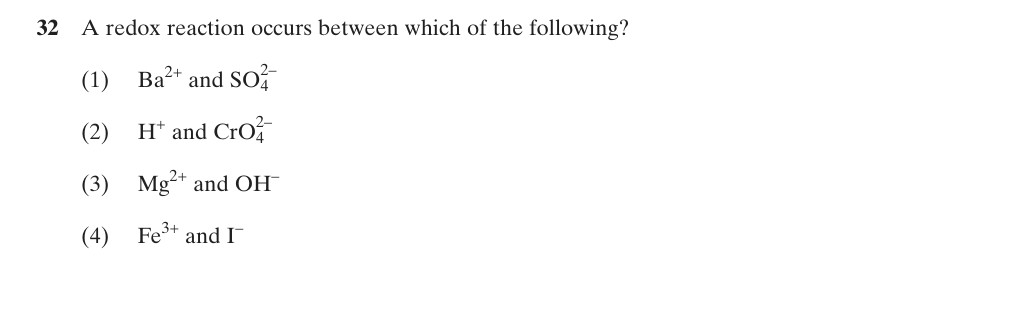 32 A redox reaction occurs between which of the following?
(1) Ba²⁺ and SO₄²⁻
(2) H⁺ and CrO₄²⁻
(3) Mg²⁺ and OH⁻
(4) Fe³⁺ and I⁻